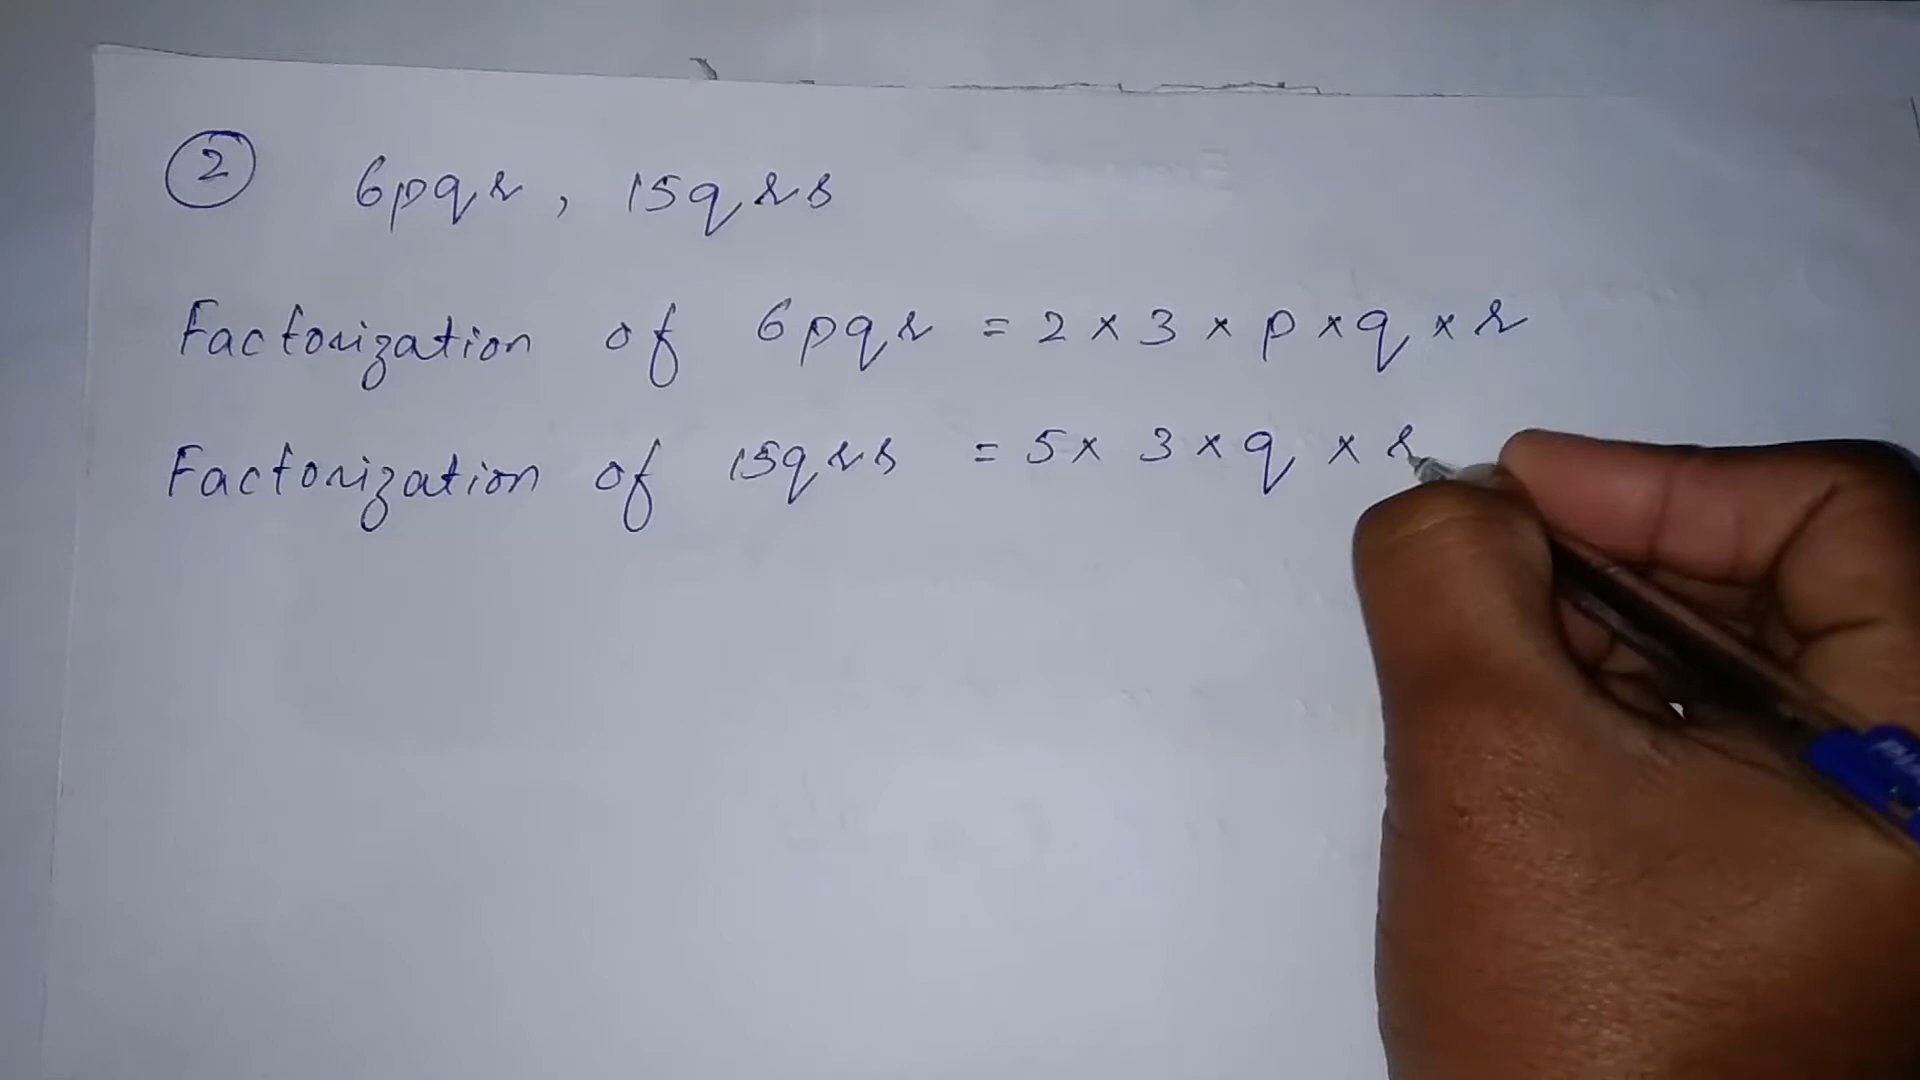 2 6pqr, 15qrs
Factorization of 6pqr = 2 × 3 × p × q × r
Factorization of 15qrs = 5 × 3 × q × r